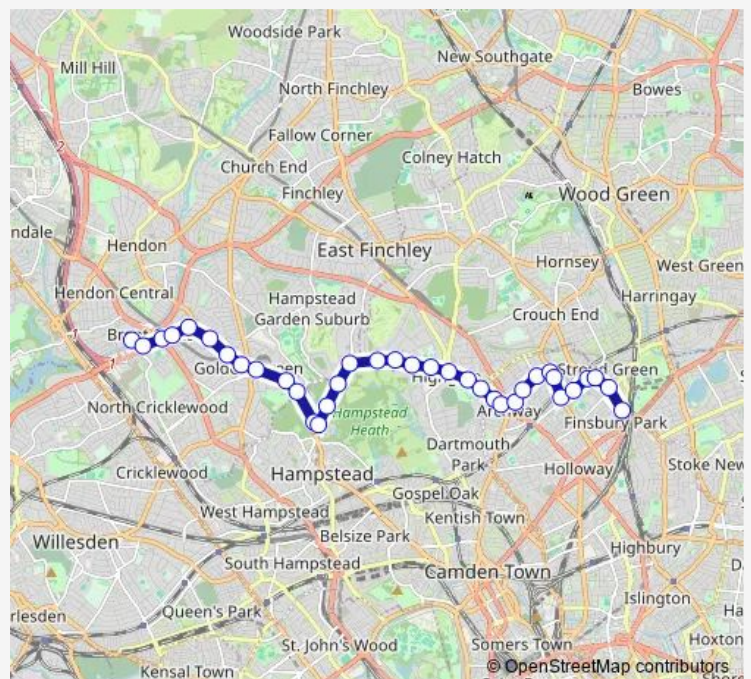 Woodside Park
New Southgate
Mill Hill
North Finchley
Bowes
Fallow Corner
Colney Hatch
Church End
Finchley
Wood Green
2
ndale
Hendon
East Finchley
Hornsey
West Green
Hendon Central
Hampstead
Garden Suburb
Harringay
Crouch End
1
1
Stroud Green
North Cricklewood
Hampstead
Heath
Finsbury Park
Dartmouth
Park
Cricklewood
Hampstead
Holloway
Stoke New
Gospel Oak
West Hampstead
Kentish Town
Belsize Park
Willesden
Highbury
South Hampstead
Camden Town
Islington
rlesden
Queen's Park
Hoxton
St. John's Wood
Somers Town
Kensal Town
© OpenStreetMap contributors